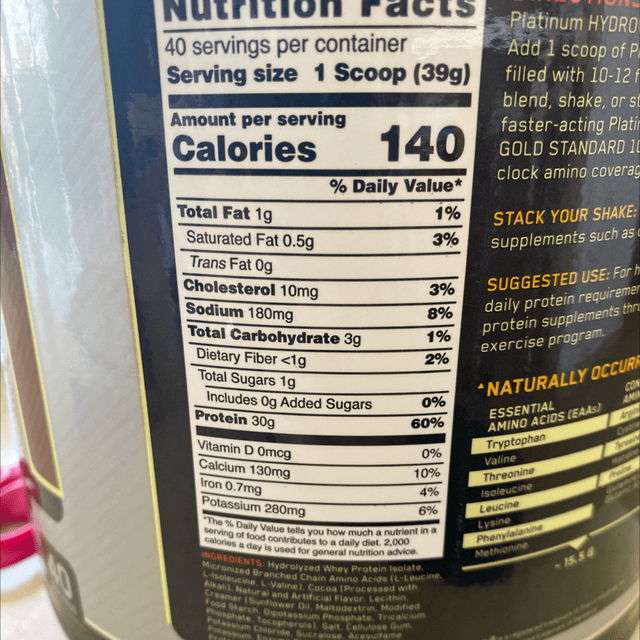 Nutrition Facts
40 servings per container
Serving size 1 Scoop (39g)
Amount per serving
Calories 140
% Daily Value*
Total Fat 1g 1%
Saturated Fat 0.5g 3%
Trans Fat 0g
Cholesterol 10mg 3%
Sodium 180mg 8%
Total Carbohydrate 3g 1%
Dietary Fiber <1g 2%
Total Sugars 1g
Includes 0g Added Sugars 0%
Protein 30g 60%
Vitamin D 0mcg 0%
Calcium 130mg 10%
Iron 0.7mg 4%
Potassium 280mg 6%
*The % Daily Value tells you how much a nutrient in a
serving of food contributes to a daily diet. 2,000
calories a day is used for general nutrition advice.
INGREDIENTS: Hydrolyzed Whey Protein Isolate,
Micronized Branched Chain Amino Acids (L-Leucine,
L-Isoleucine, L-Valine), Cocoa (Processed with
Alkali), Natural and Artificial Flavor, Lecithin,
Creamer (Sunflower Oil, Maltodextrin, Modified
Food Starch, Dipotassium Phosphate, Tricalcium
Phosphate, Tocopherols), Salt, Cellulose Gum,
Potassium Chloride, Sucralose, Acesulfame
Potassium
Platinum HYDRO
Add 1 scoop of
filled with 10-12
blend, shake, or
faster-acting
GOLD STANDARD
clock amino
STACK YOUR SHAKE:
supplements such as
SUGGESTED USE: For
daily protein
protein supplements
exercise program.
NATURALLY
ESSENTIAL
AMINO ACIDS (EAAs)
Tryptophan
Valine
Threonine
Isoleucine
Leucine
Lysine
Phenylalanine
Methionine
~ 15.5 G